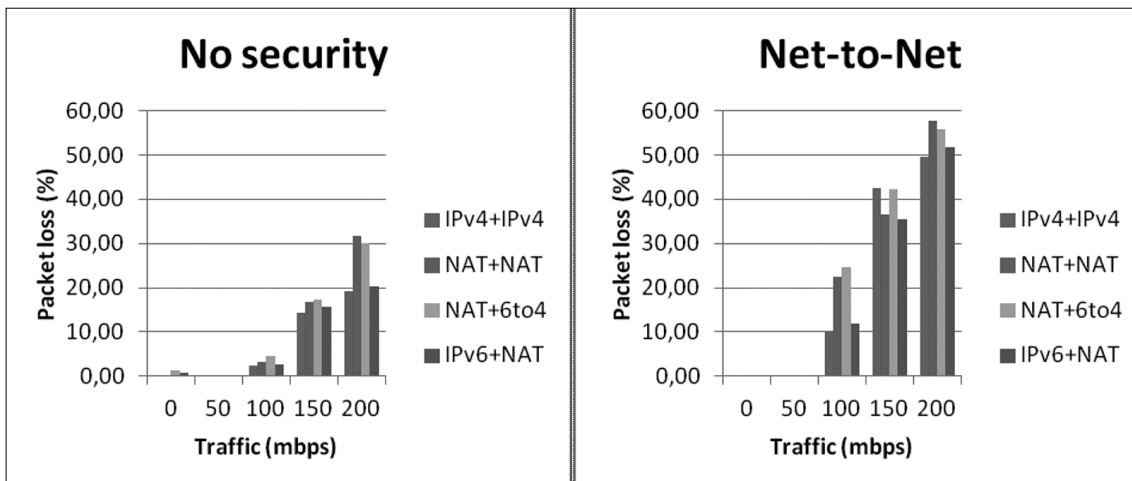 No security
60,00
50,00
40,00
30,00
20,00
10,00
0,00
Packet loss (%)
0 50 100 150 200
Traffic (mbps)
IPv4+IPv4
NAT+NAT
NAT+6to4
IPv6+NAT
Net-to-Net
60,00
50,00
40,00
30,00
20,00
10,00
0,00
Packet loss (%)
0 50 100 150 200
Traffic (mbps)
IPv4+IPv4
NAT+NAT
NAT+6to4
IPv6+NAT